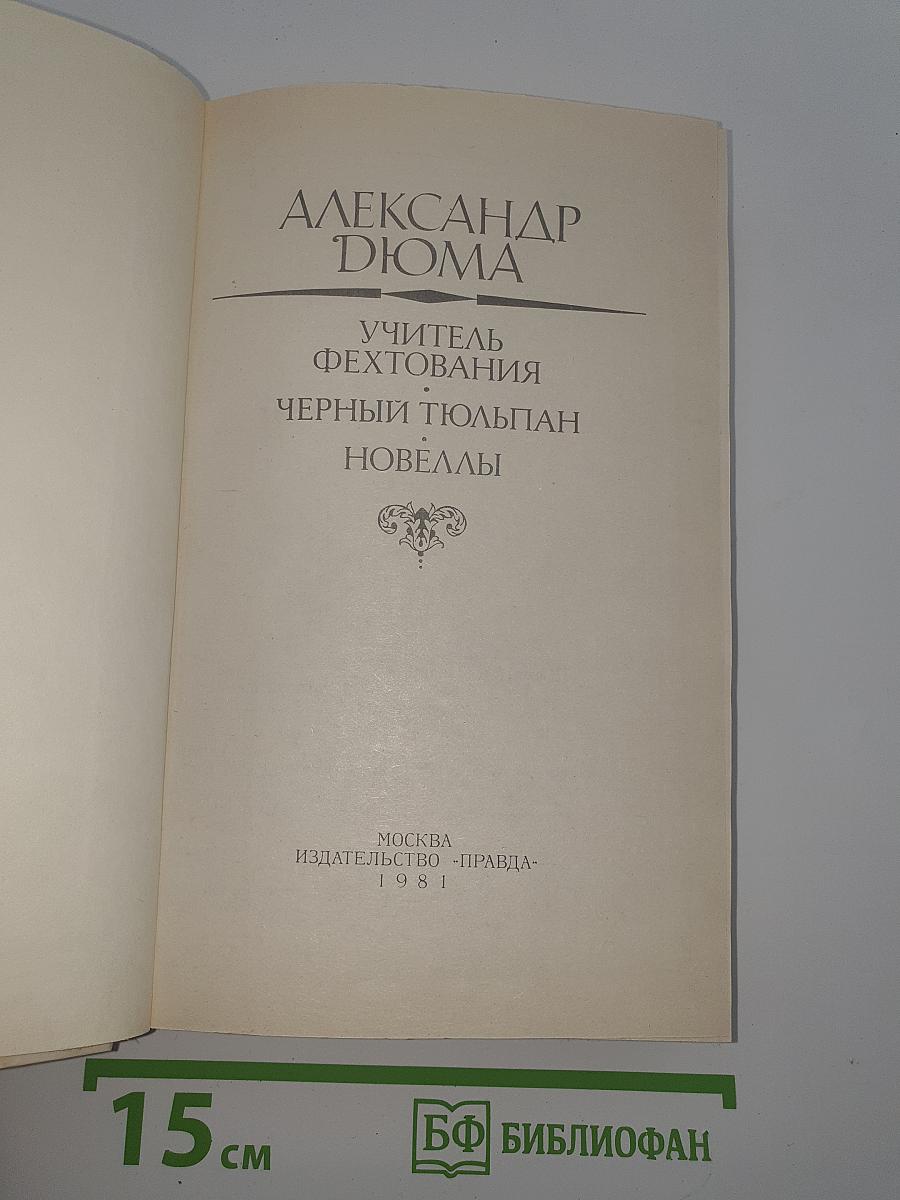 АЛЕКСАНДР
ДЮМА
УЧИТЕЛЬ
ФЕХТОВАНИЯ
•
ЧЕРНЫЙ ТЮЛЬПАН
•
НОВЕЛЛЫ
МОСКВА
ИЗДАТЕЛЬСТВО «ПРАВДА»
1981
15 см
БФ БИБЛИОФАН